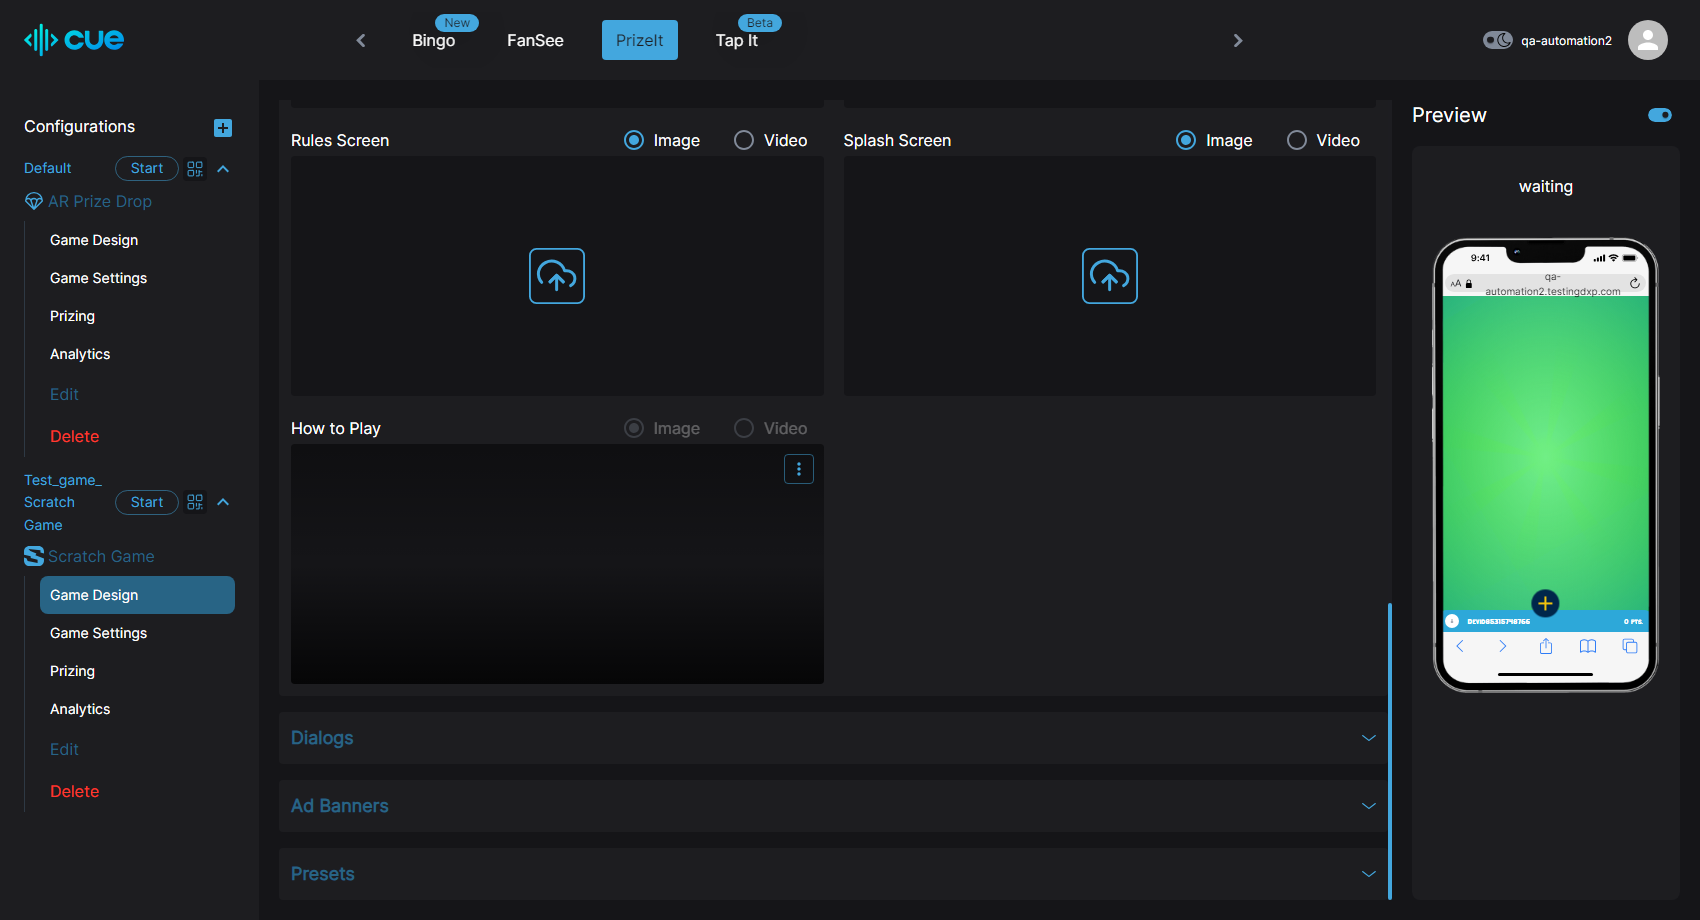 cue
New
Bingo
FanSee
PrizeIt
Beta
Tap It
qa-automation2
Configurations
Default
Start
AR Prize Drop
Game Design
Game Settings
Prizing
Analytics
Edit
Delete
Test_game_
Scratch
Game
Start
Scratch Game
Game Design
Game Settings
Prizing
Analytics
Edit
Delete
Rules Screen
Image
Video
Splash Screen
Image
Video
How to Play
Image
Video
Dialogs
Ad Banners
Presets
Preview
waiting
9:41
AA
qa-
automation2.testingdxp.com
0 PTS.